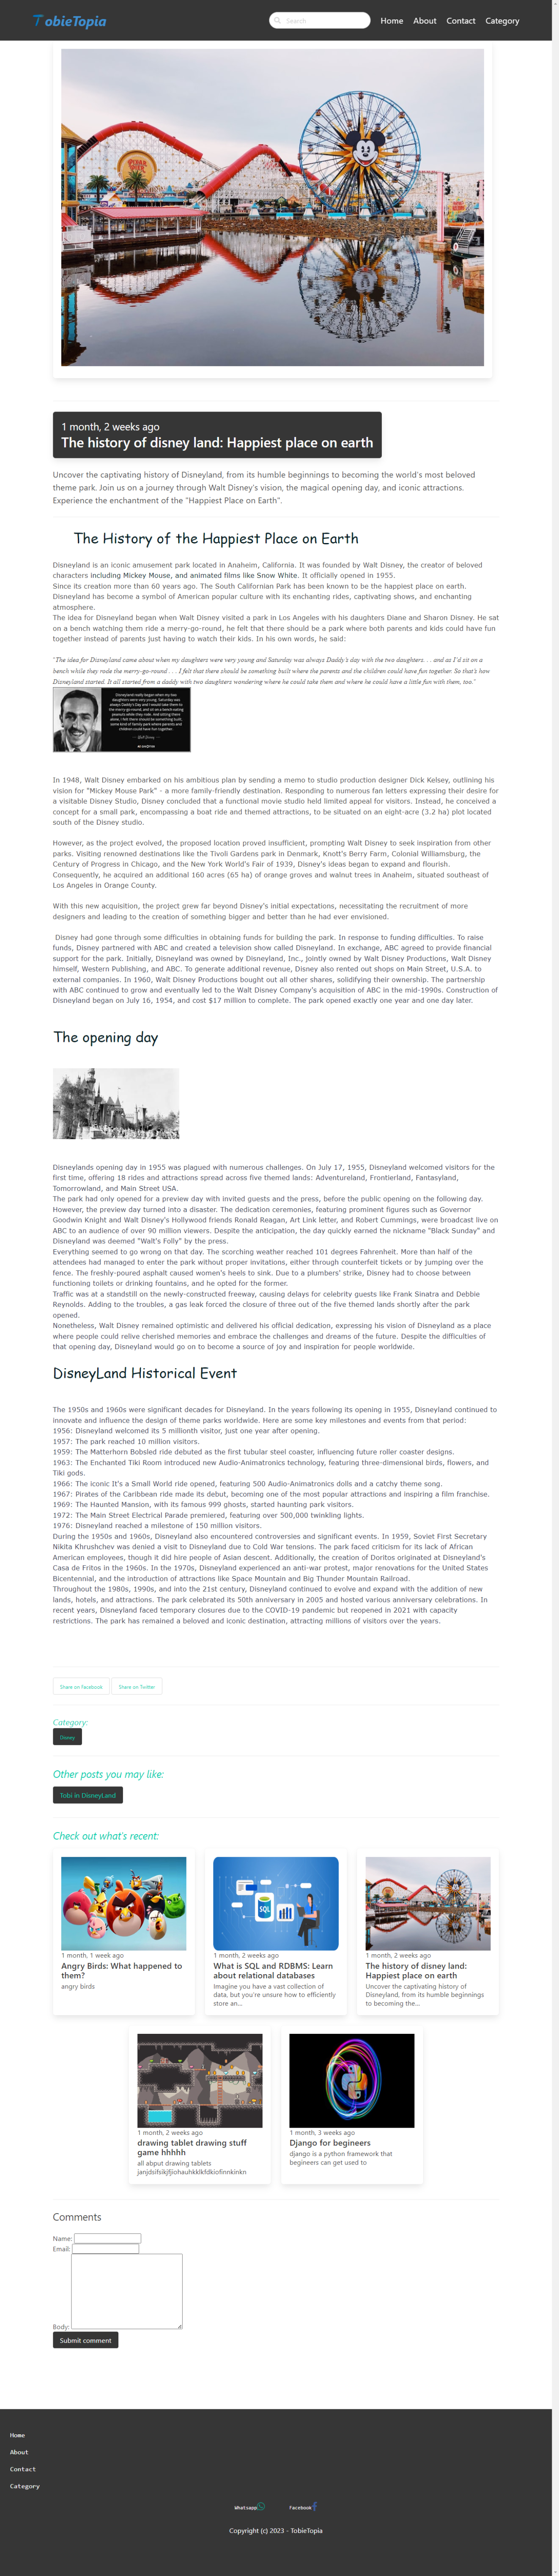 TobieTopia
Search
Home
About
Contact
Category
1 month, 2 weeks ago
The history of disney land: Happiest place on earth
Uncover the captivating history of Disneyland, from its humble beginnings to becoming the world's most beloved
theme park. Join us on a journey through Walt Disney's vision, the magical opening day, and iconic attractions.
Experience the enchantment of the "Happiest Place on Earth".
The History of the Happiest Place on Earth
Disneyland is an iconic amusement park located in Anaheim, California. It was founded by Walt Disney, the creator of beloved
characters including Mickey Mouse, and animated films like Snow White. It officially opened in 1955.
Since its creation more than 60 years ago. The South Californian Park has been known to be the happiest place on earth.
Disneyland has become a symbol of American popular culture with its enchanting rides, captivating shows, and enchanting
atmosphere.
The idea for Disneyland began when Walt Disney visited a park in Los Angeles with his daughters Diane and Sharon Disney. He sat
on a bench watching them ride a merry-go-round, he felt that there should be a park where both parents and kids could have fun
together instead of parents just having to watch their kids. In his own words, he said:
"The idea for Disneyland came about when my daughters were very young and Saturday was always Daddy's day with the two daughters. . . and as I'd sit on a
bench while they rode the merry-go-round . . . I felt that there should be something built where the parents and the children could have fun together. So that's how
Disneyland started. It all started from a daddy with two daughters wondering where he could take them and where he could have a little fun with them, too."
In 1948, Walt Disney embarked on his ambitious plan by sending a memo to studio production designer Dick Kelsey, outlining his
vision for "Mickey Mouse Park" - a more family-friendly destination. Responding to numerous fan letters expressing their desire for
a visitable Disney Studio, Disney concluded that a functional movie studio held limited appeal for visitors. Instead, he conceived a
concept for a small park, encompassing a boat ride and themed attractions, to be situated on an eight-acre (3.2 ha) plot located
south of the Disney studio.
However, as the project evolved, the proposed location proved insufficient, prompting Walt Disney to seek inspiration from other
parks. Visiting renowned destinations like the Tivoli Gardens park in Denmark, Knott's Berry Farm, Colonial Williamsburg, the
Century of Progress in Chicago, and the New York World's Fair of 1939, Disney's ideas began to expand and flourish.
Consequently, he acquired an additional 160 acres (65 ha) of orange groves and walnut trees in Anaheim, situated southeast of
Los Angeles in Orange County.
With this new acquisition, the project grew far beyond Disney's initial expectations, necessitating the recruitment of more
designers and leading to the creation of something bigger and better than he had ever envisioned.
Disney had gone through some difficulties in obtaining funds for building the park. In response to funding difficulties. To raise
funds, Disney partnered with ABC and created a television show called Disneyland. In exchange, ABC agreed to provide financial
support for the park. Initially, Disneyland was owned by Disneyland, Inc., jointly owned by Walt Disney Productions, Walt Disney
himself, Western Publishing, and ABC. To generate additional revenue, Disney also rented out shops on Main Street, U.S.A. to
external companies. In 1960, Walt Disney Productions bought out all other shares, solidifying their ownership. The partnership
with ABC continued to grow and eventually led to the Walt Disney Company's acquisition of ABC in the mid-1990s. Construction of
Disneyland began on July 16, 1954, and cost $17 million to complete. The park opened exactly one year and one day later.
The opening day
Disneylands opening day in 1955 was plagued with numerous challenges. On July 17, 1955, Disneyland welcomed visitors for the
first time, offering 18 rides and attractions spread across five themed lands: Adventureland, Frontierland, Fantasyland,
Tomorrowland, and Main Street USA.
The park had only opened for a preview day with invited guests and the press, before the public opening on the following day.
However, the preview day turned into a disaster. The dedication ceremonies, featuring prominent figures such as Governor
Goodwin Knight and Walt Disney's Hollywood friends Ronald Reagan, Art Link letter, and Robert Cummings, were broadcast live on
ABC to an audience of over 90 million viewers. Despite the anticipation, the day quickly earned the nickname "Black Sunday" and
Disneyland was deemed "Walt's Folly" by the press.
Everything seemed to go wrong on that day. The scorching weather reached 101 degrees Fahrenheit. More than half of the
attendees had managed to enter the park without proper invitations, either through counterfeit tickets or by jumping over the
fence. The freshly-poured asphalt caused women's heels to sink. Due to a plumbers' strike, Disney had to choose between
functioning toilets or drinking fountains, and he opted for the former.
Traffic was at a standstill on the newly-constructed freeway, causing delays for celebrity guests like Frank Sinatra and Debbie
Reynolds. Adding to the troubles, a gas leak forced the closure of three out of the five themed lands shortly after the park
opened.
Nonetheless, Walt Disney remained optimistic and delivered his official dedication, expressing his vision of Disneyland as a place
where people could relive cherished memories and embrace the challenges and dreams of the future. Despite the difficulties of
that opening day, Disneyland would go on to become a source of joy and inspiration for people worldwide.
DisneyLand Historical Event
The 1950s and 1960s were significant decades for Disneyland. In the years following its opening in 1955, Disneyland continued to
innovate and influence the design of theme parks worldwide. Here are some key milestones and events from that period:
1956: Disneyland welcomed its 5 millionth visitor, just one year after opening.
1957: The park reached 10 million visitors.
1959: The Matterhorn Bobsled ride debuted as the first tubular steel coaster, influencing future roller coaster designs.
1963: The Enchanted Tiki Room introduced new Audio-Animatronics technology, featuring three-dimensional birds, flowers, and
Tiki gods.
1966: The iconic It's a Small World ride opened, featuring 500 Audio-Animatronics dolls and a catchy theme song.
1967: Pirates of the Caribbean ride made its debut, becoming one of the most popular attractions and inspiring a film franchise.
1969: The Haunted Mansion, with its famous 999 ghosts, started haunting park visitors.
1972: The Main Street Electrical Parade premiered, featuring over 500,000 twinkling lights.
1976: Disneyland reached a milestone of 150 million visitors.
During the 1950s and 1960s, Disneyland also encountered controversies and significant events. In 1959, Soviet First Secretary
Nikita Khrushchev was denied a visit to Disneyland due to Cold War tensions. The park faced criticism for its lack of African
American employees, though it did hire people of Asian descent. Additionally, the creation of Doritos originated at Disneyland's
Casa de Fritos in the 1960s. In the 1970s, Disneyland experienced an anti-war protest, major renovations for the United States
Bicentennial, and the introduction of attractions like Space Mountain and Big Thunder Mountain Railroad.
Throughout the 1980s, 1990s, and into the 21st century, Disneyland continued to evolve and expand with the addition of new
lands, hotels, and attractions. The park celebrated its 50th anniversary in 2005 and hosted various anniversary celebrations. In
recent years, Disneyland faced temporary closures due to the COVID-19 pandemic but reopened in 2021 with capacity
restrictions. The park has remained a beloved and iconic destination, attracting millions of visitors over the years.
Share on Facebook
Share on Twitter
Category:
Disney
Other posts you may like:
Tobi in DisneyLand
Check out what's recent:
1 month, 1 week ago
Angry Birds: What happened to
them?
angry birds
1 month, 2 weeks ago
What is SQL and RDBMS: Learn
about relational databases
Imagine you have a vast collection of
data, but you're unsure how to efficiently
store an...
1 month, 2 weeks ago
The history of disney land:
Happiest place on earth
Uncover the captivating history of
Disneyland, from its humble beginnings
to becoming the...
1 month, 2 weeks ago
drawing tablet drawing stuff
game hhhhh
all abput drawing tablets
1 month, 3 weeks ago
Django for begineers
django is a python framework that
begineers can get used to
Comments
Name:
Email:
Body:
Submit comment
Home
About
Contact
Category
Whatsapp
Facebook
Copyright (c) 2023 - TobieTopia